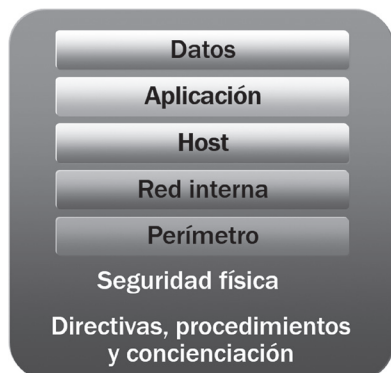 Datos
Aplicación
Host
Red interna
Perímetro
Seguridad física
Directivas, procedimientos
y concienciación